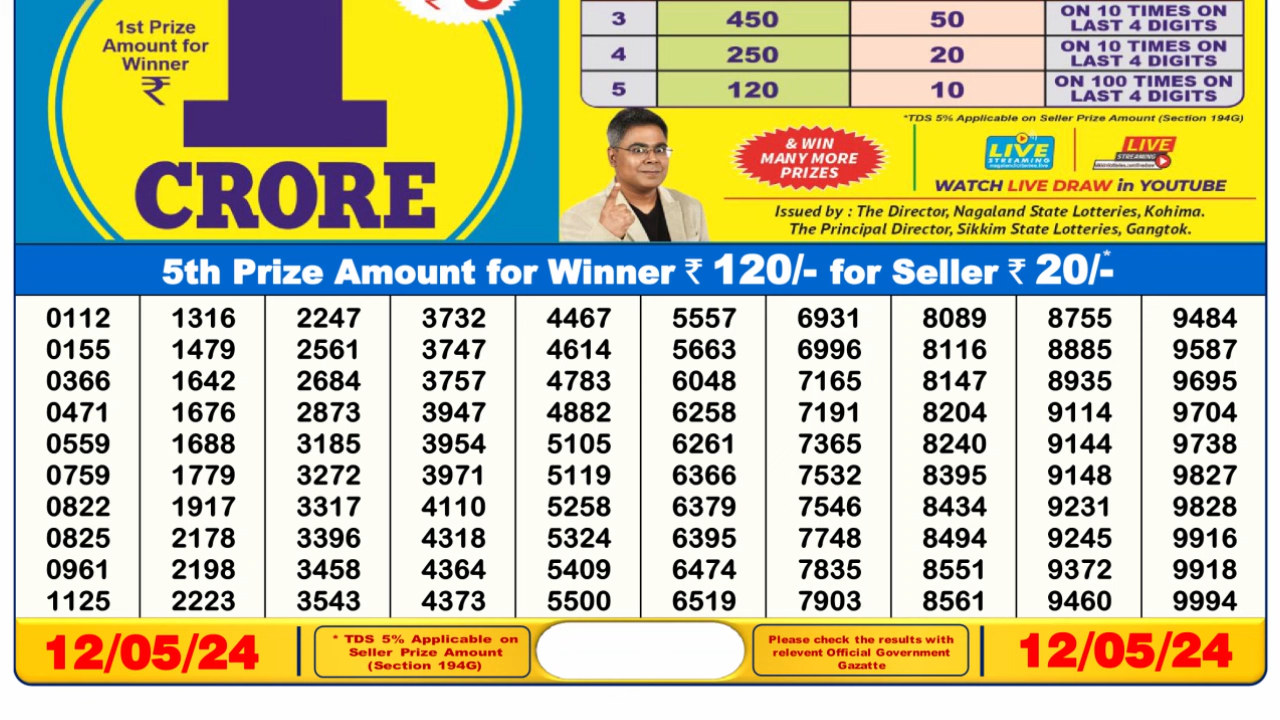 1st Prize
Amount for
Winner
₹
1
CRORE
3 450 50 ON 10 TIMES ON LAST 4 DIGITS
4 250 20 ON 10 TIMES ON LAST 4 DIGITS
5 120 10 ON 100 TIMES ON LAST 4 DIGITS
*TDS 5% Applicable on Seller Prize Amount (Section 194G)
& WIN
MANY MORE
PRIZES
LIVE
STREAMING
LIVE
STREAMING
WATCH LIVE DRAW in YOUTUBE
Issued by : The Director, Nagaland State Lotteries, Kohima.
The Principal Director, Sikkim State Lotteries, Gangtok.
5th Prize Amount for Winner ₹ 120/- for Seller ₹ 20/-*
0112 1316 2247 3732 4467 5557 6931 8089 8755 9484
0155 1479 2561 3747 4614 5663 6996 8116 8885 9587
0366 1642 2684 3757 4783 6048 7165 8147 8935 9695
0471 1676 2873 3947 4882 6258 7191 8204 9114 9704
0559 1688 3185 3954 5105 6261 7365 8240 9144 9738
0759 1779 3272 3971 5119 6366 7532 8395 9148 9827
0822 1917 3317 4110 5258 6379 7546 8434 9231 9828
0825 2178 3396 4318 5324 6395 7748 8494 9245 9916
0961 2198 3458 4364 5409 6474 7835 8551 9372 9918
1125 2223 3543 4373 5500 6519 7903 8561 9460 9994
12/05/24
* TDS 5% Applicable on
Seller Prize Amount
(Section 194G)
Please check the results with
relevent Official Government
Gazatte
12/05/24